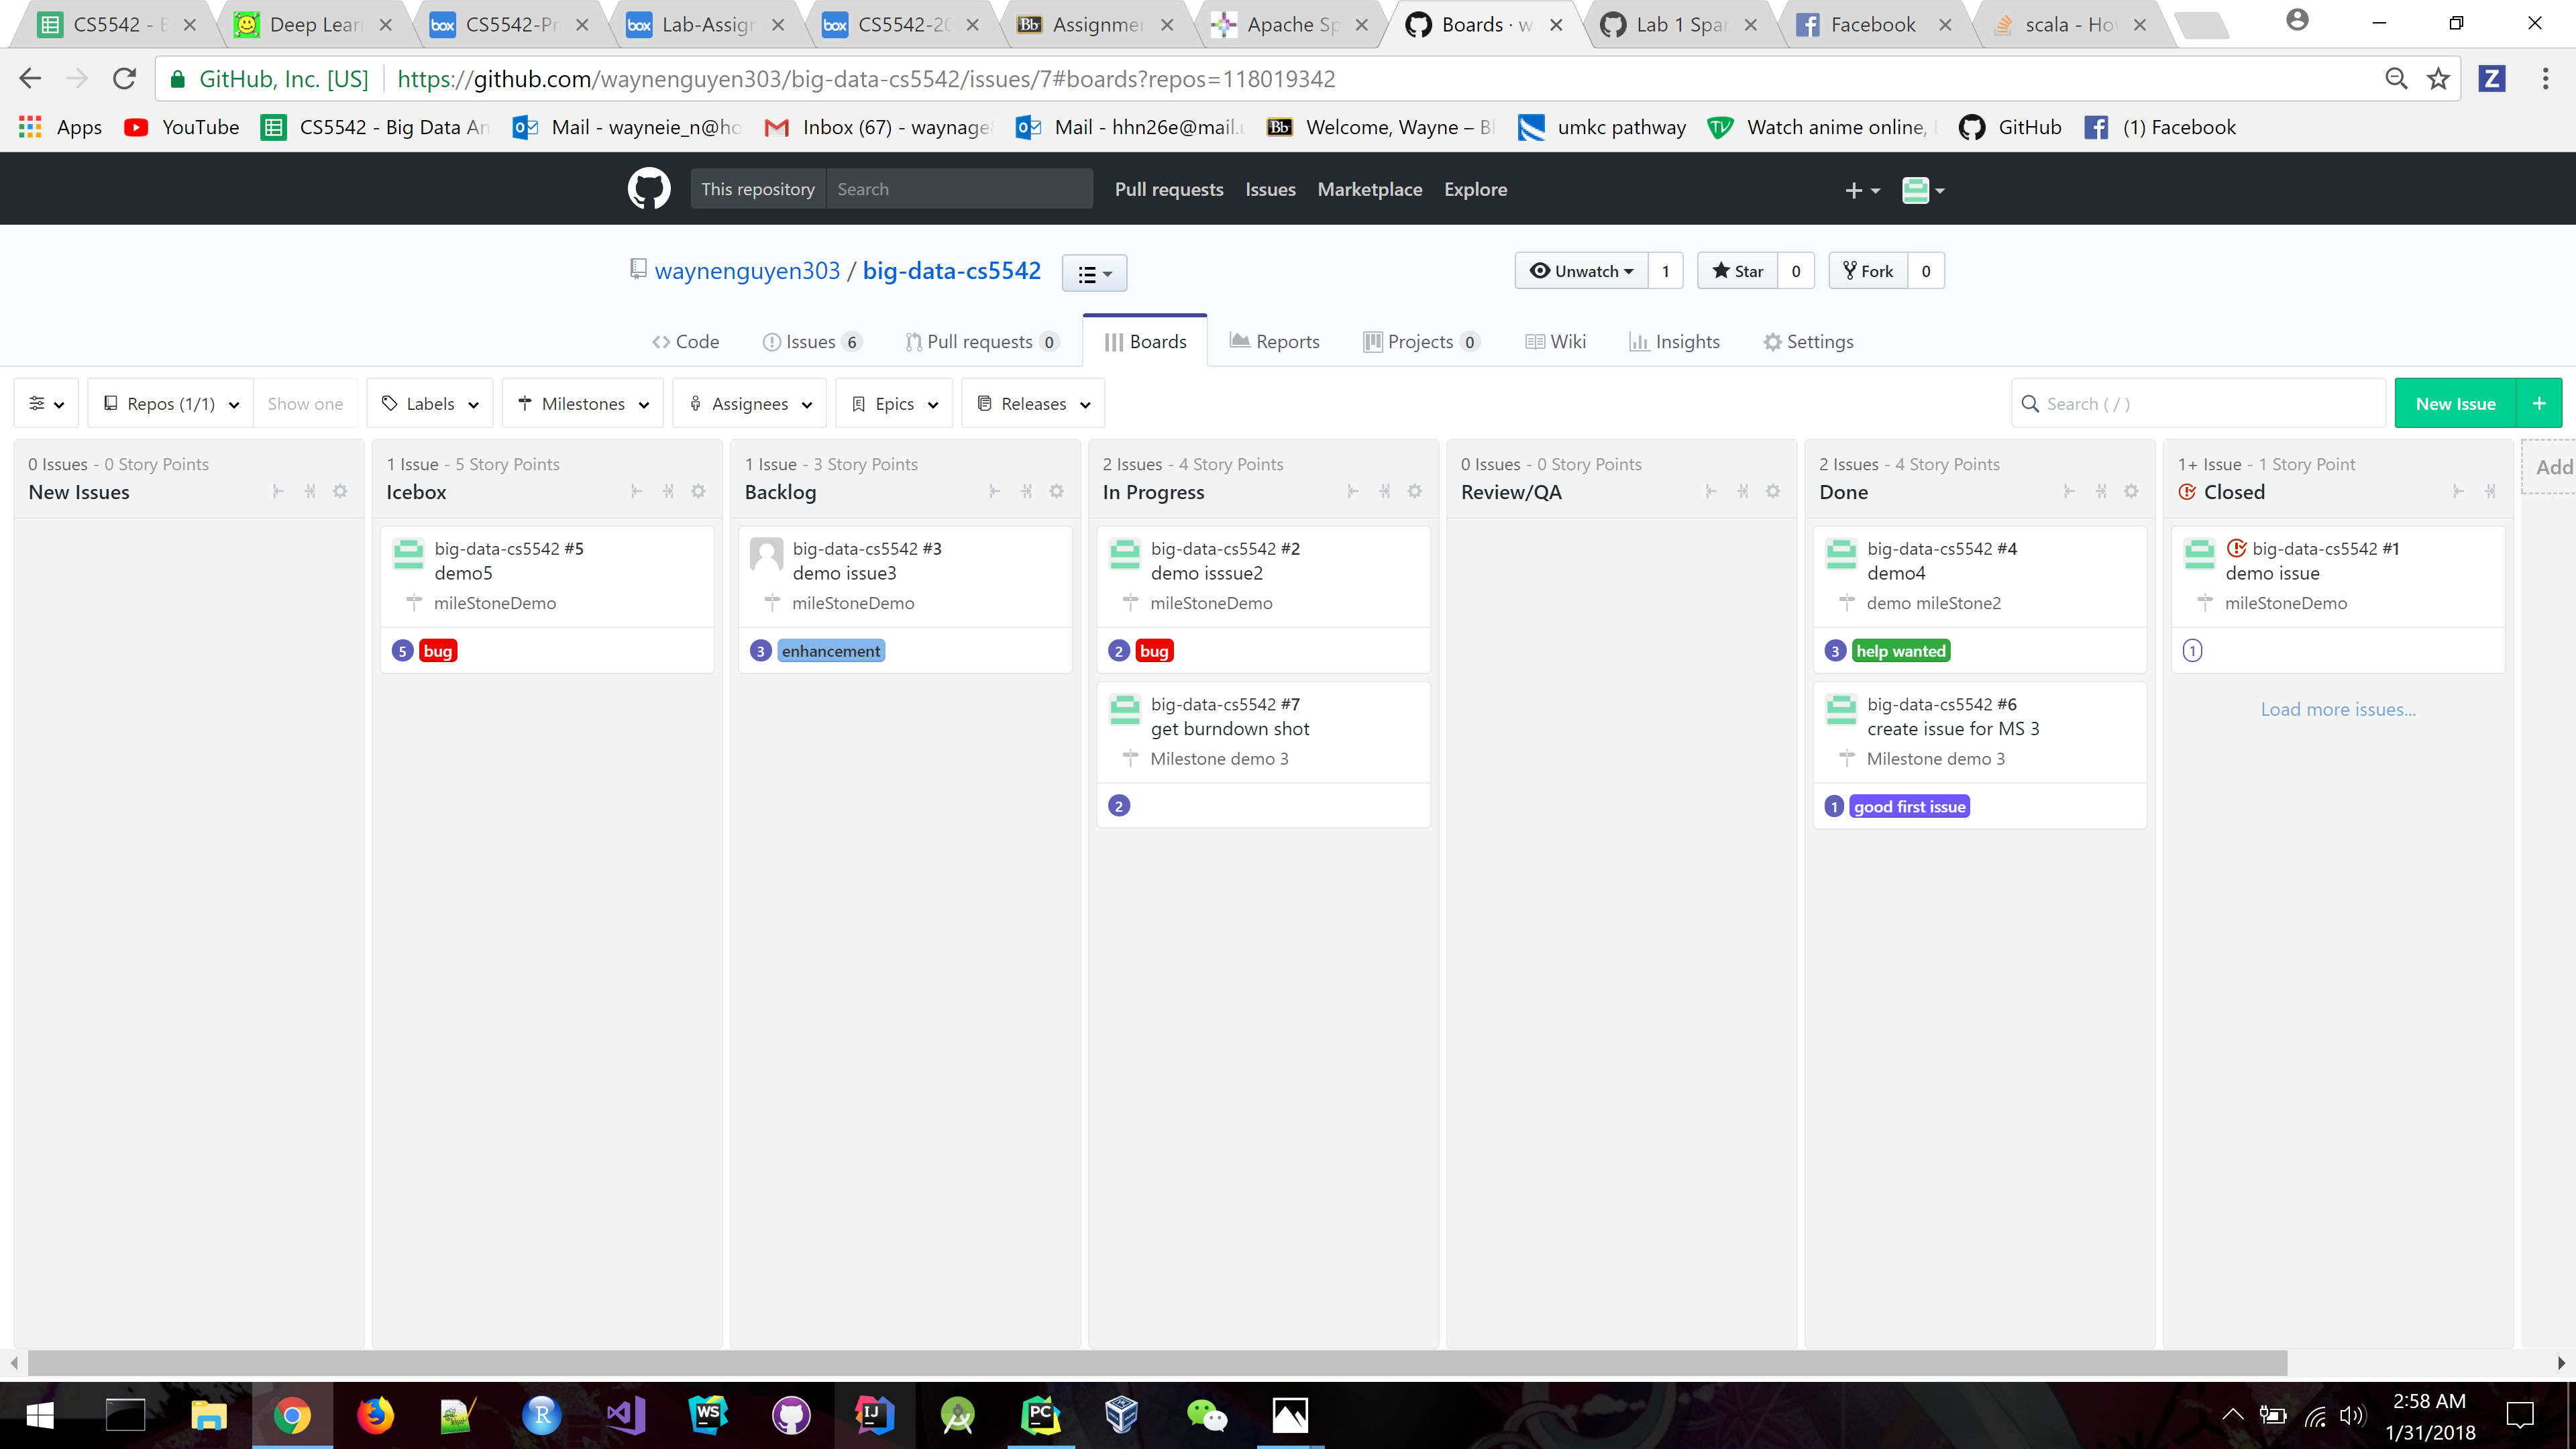 CS5542 - B
Deep Learn
CS5542-Pr
Lab-Assign
CS5542-20
Assignmen
Apache Sp
Boards · w
Lab 1 Spar
Facebook
scala - How
GitHub, Inc. [US]
https://github.com/waynenguyen303/big-data-cs5542/issues/7#boards?repos=118019342
Apps
YouTube
CS5542 - Big Data An
Mail - wayneie_n@ho
Inbox (67) - waynage
Mail - hhn26e@mail.u
Welcome, Wayne – Bl
umkc pathway
Watch anime online,
GitHub
(1) Facebook
This repository
Search
Pull requests
Issues
Marketplace
Explore
waynenguyen303 / big-data-cs5542
Unwatch
1
Star
0
Fork
0
Code
Issues 6
Pull requests 0
Boards
Reports
Projects 0
Wiki
Insights
Settings
Repos (1/1)
Show one
Labels
Milestones
Assignees
Epics
Releases
Search ( / )
New Issue
+
0 Issues - 0 Story Points
New Issues
1 Issue - 5 Story Points
Icebox
big-data-cs5542 #5
demo5
mileStoneDemo
5 bug
1 Issue - 3 Story Points
Backlog
big-data-cs5542 #3
demo issue3
mileStoneDemo
3 enhancement
2 Issues - 4 Story Points
In Progress
big-data-cs5542 #2
demo isssue2
mileStoneDemo
2 bug
big-data-cs5542 #7
get burndown shot
Milestone demo 3
2
0 Issues - 0 Story Points
Review/QA
2 Issues - 4 Story Points
Done
big-data-cs5542 #4
demo4
demo mileStone2
3 help wanted
big-data-cs5542 #6
create issue for MS 3
Milestone demo 3
1 good first issue
1+ Issue - 1 Story Point
Closed
big-data-cs5542 #1
demo issue
mileStoneDemo
1
Load more issues...
Add
2:58 AM
1/31/2018